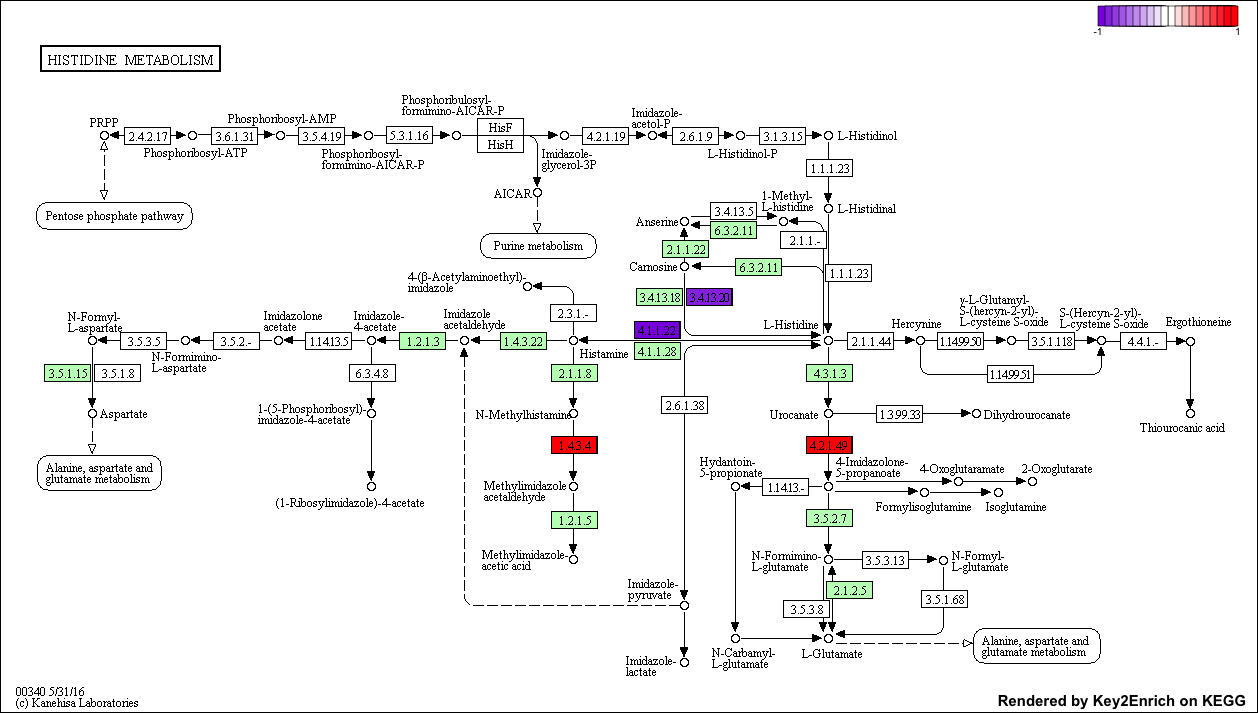 -1
1
HISTIDINE METABOLISM
PRPP
2.4.2.17
Phosphoribosyl-ATP
3.6.1.31
Phosphoribosyl-AMP
3.5.4.19
Phosphoribosyl-
formimino-AICAR-P
5.3.1.16
Phosphoribulosyl-
formimino-AICAR-P
HisF
HisH
Imidazole-
glycerol-3P
4.2.1.19
Imidazole-
acetol-P
2.6.1.9
L-Histidinol-P
3.1.3.15
L-Histidinol
AICAR
Pentose phosphate pathway
Purine metabolism
1.1.1.23
L-Histidinal
1-Methyl-
L-histidine
Anserine
3.4.13.5
6.3.2.11
2.1.1.22
2.1.1.-
Carnosine
6.3.2.11
1.1.1.23
3.4.13.18
3.4.13.20
4-(β-Acetylaminoethyl)-
imidazole
2.3.1.-
4.1.1.22
4.1.1.28
L-Histidine
N-Formyl-
L-aspartate
3.5.3.5
N-Formimino-
L-aspartate
3.5.2.-
Imidazolone
acetate
1.14.13.5
Imidazole-
4-acetate
1.2.1.3
Imidazole
acetaldehyde
1.4.3.22
Histamine
2.1.1.44
Hercynine
γ-L-Glutamyl-
S-(hercyn-2-yl)-
L-cysteine S-oxide
1.14.99.50
3.5.1.118
S-(Hercyn-2-yl)-
L-cysteine S-oxide
4.4.1.-
Ergothioneine
1.14.99.51
3.5.1.15
3.5.1.8
6.3.4.8
2.1.1.8
4.3.1.3
2.6.1.38
Aspartate
1-(5-Phosphoribosyl)-
imidazole-4-acetate
N-Methylhistamine
Urocanate
1.3.99.33
Dihydrourocanate
Thiourocanic acid
Alanine, aspartate and
glutamate metabolism
1.4.3.4
4.2.1.49
(1-Ribosylimidazole)-4-acetate
Methylimidazole
acetaldehyde
Hydantoin-
5-propionate
1.14.13.-
4-Imidazolone-
5-propanoate
4-Oxoglutaramate
2-Oxoglutarate
Formylisoglutamine
Isoglutamine
1.2.1.5
3.5.2.7
Methylimidazole-
acetic acid
N-Formimino-
L-glutamate
3.5.3.13
N-Formyl-
L-glutamate
Imidazole-
pyruvate
2.1.2.5
3.5.3.8
3.5.1.68
Imidazole-
lactate
N-Carbamyl-
L-glutamate
L-Glutamate
Alanine, aspartate and
glutamate metabolism
00340 5/31/16
(c) Kanehisa Laboratories
Rendered by Key2Enrich on KEGG